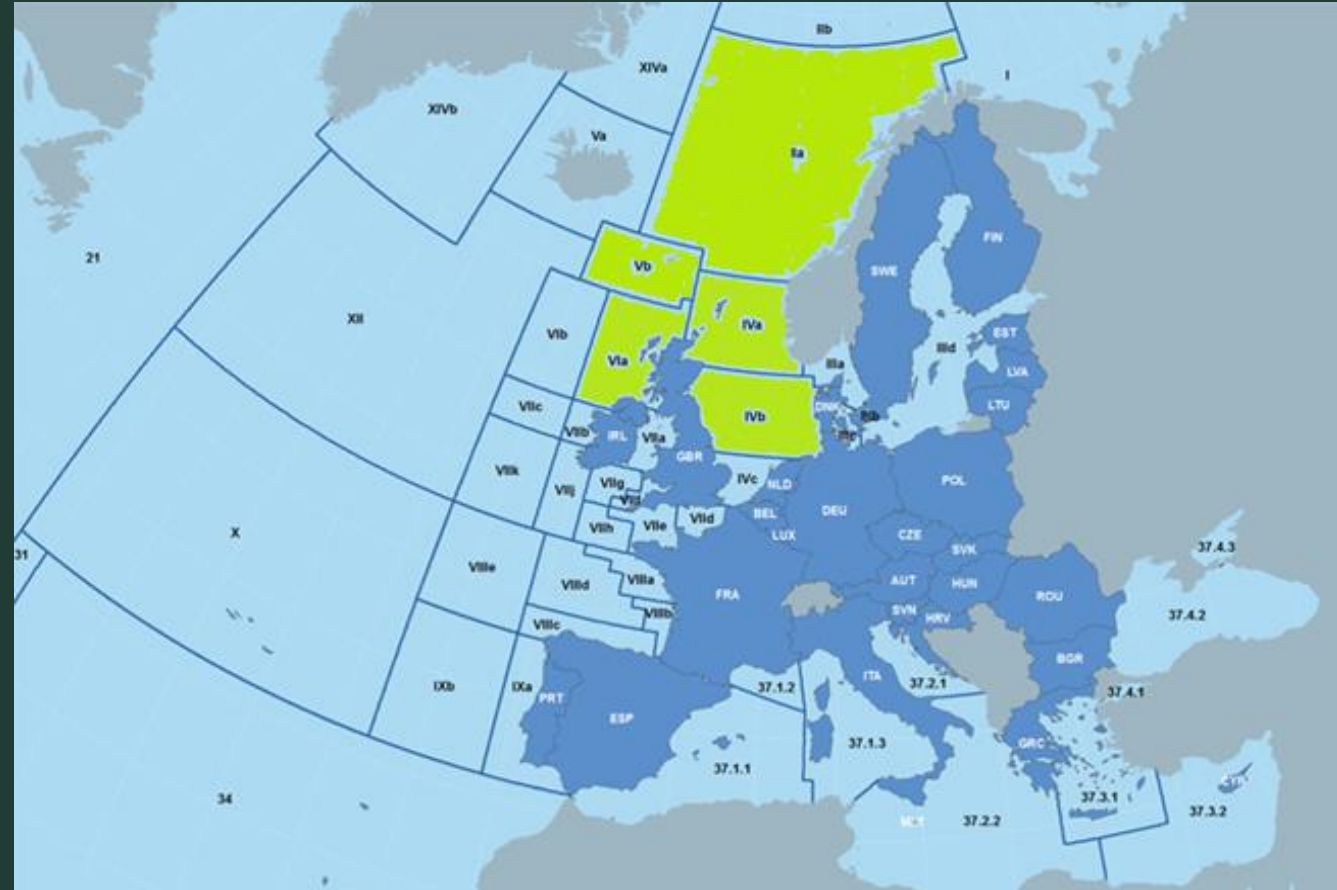 IIb
XIVa
I
XIVb
Va
IIa
21
FIN
Vb
SWE
XII
IVa
VIb
EST
IIId
VIa
IIIa
LVA
VIIc
IVb
DNK
LTU
VIIb
IRL
VIIa
GBR
VIIk
VIIg
IVc
NLD
POL
VIIj
BEL
DEU
VIId
X
VIIh
VIIe
LUX
CZE
SVK
37.4.3
31
VIIIe
VIIId
VIIIa
AUT
HUN
FRA
ROU
SVN
HRV
VIIIb
37.4.2
VIIIc
BGR
ITA
37.2.1
IXb
IXa
PRT
37.1.2
37.4.1
ESP
GRC
37.1.3
37.1.1
34
37.3.1
37.3.2
37.2.2